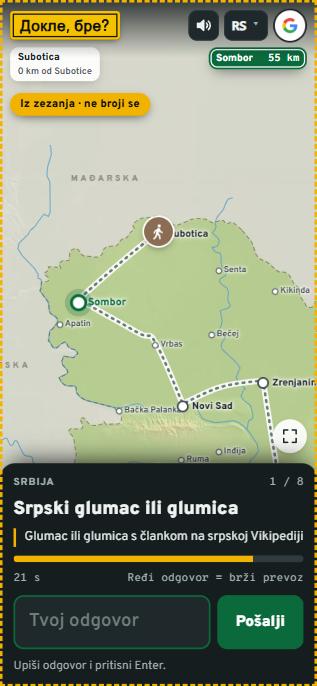 Докле, бре?
RS
Subotica
0 km od Subotice
Sombor 55 km
Iz zezanja · ne broji se
MAĐARSKA
ubotica
Senta
Kikinda
Sombor
Apatin
Vrbas
Bečej
SKA
Zrenjanin
Bačka Palanka
Novi Sad
Inđija
Ruma
SRBIJA
1 / 8
Srpski glumac ili glumica
Glumac ili glumica s člankom na srpskoj Vikipediji
21 s
Ređi odgovor = brži prevoz
Tvoj odgovor
Pošalji
Upiši odgovor i pritisni Enter.